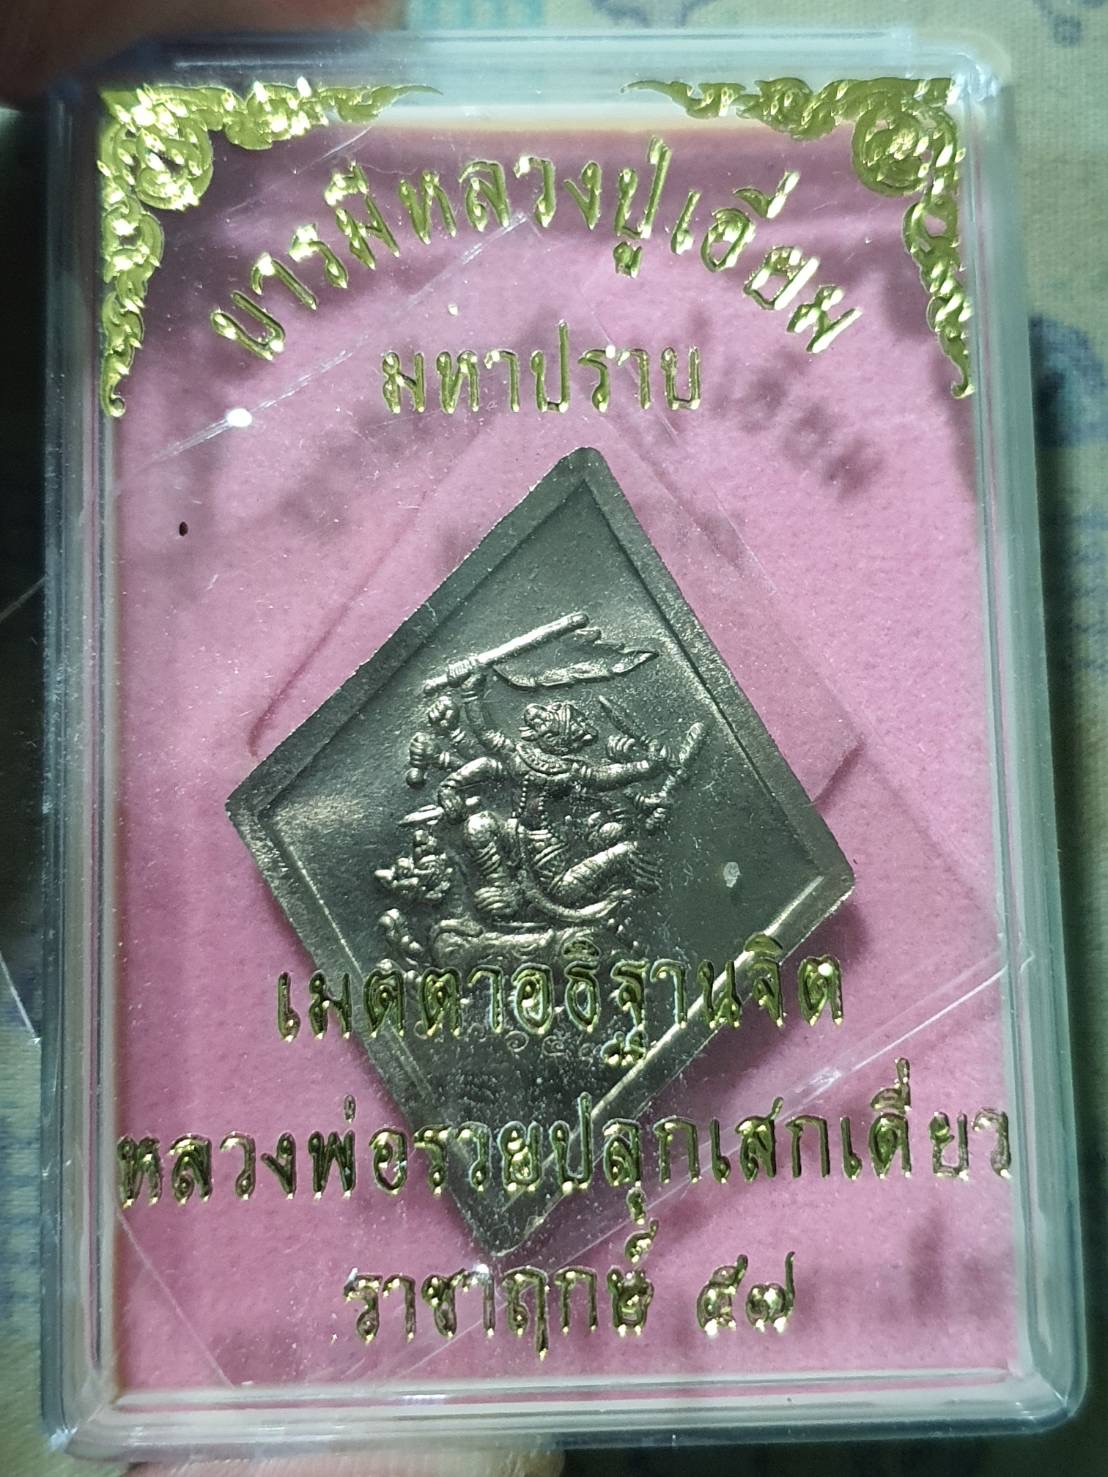 บารมีหลวงปู่เอี่ยม
มหาปราบ
เมตตาอธิฐานจิต
หลวงพ่อรวยปลุกเสกเดี่ยว
ราชาฤกษ์ ๕๗